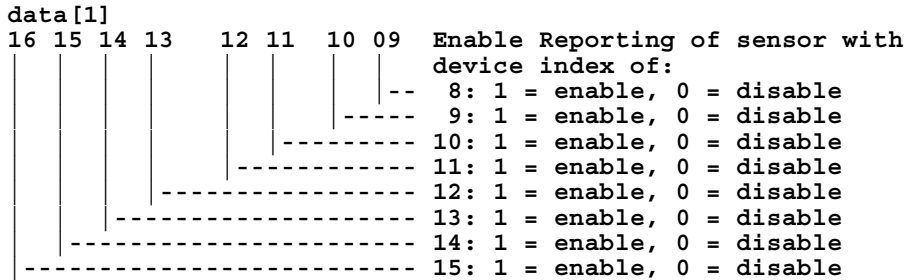 data[1]
16 15 14 13    12 11  10 09  Enable Reporting of sensor with
|  |  |  |     |  |   |  |   device index of:
|  |  |  |     |  |   |  |--  8: 1 = enable, 0 = disable
|  |  |  |     |  |   |-----  9: 1 = enable, 0 = disable
|  |  |  |     |  |--------- 10: 1 = enable, 0 = disable
|  |  |  |     |------------ 11: 1 = enable, 0 = disable
|  |  |  |------------------ 12: 1 = enable, 0 = disable
|  |  |--------------------- 13: 1 = enable, 0 = disable
|  |------------------------ 14: 1 = enable, 0 = disable
|--------------------------- 15: 1 = enable, 0 = disable